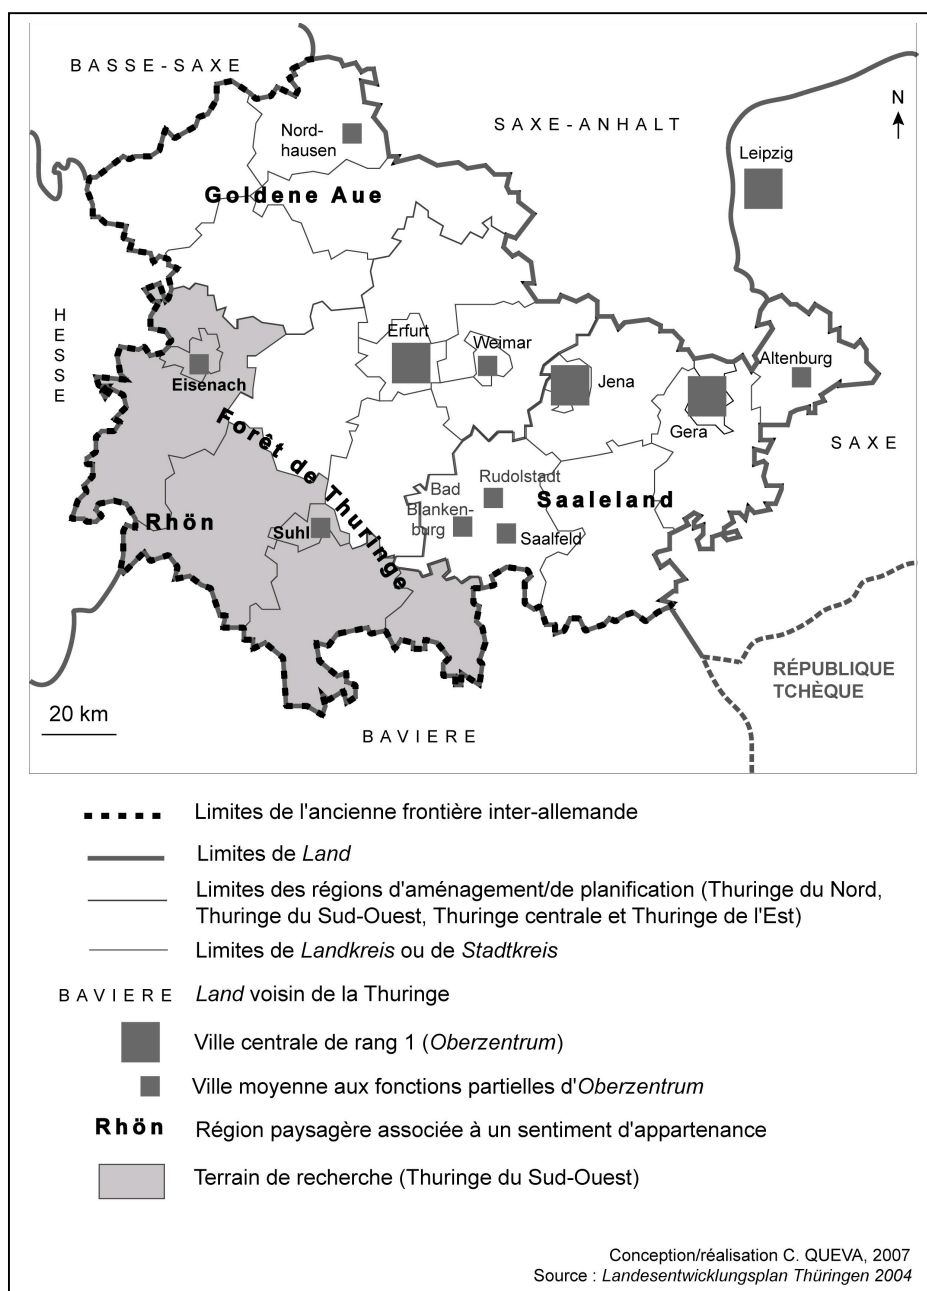 BASSE-SAXE
N
SAXE-ANHALT
Nord-
hausen
Leipzig
Goldene Aue
HESSE
Erfurt
Weimar
Altenburg
Eisenach
Jena
Gera
SAXE
Forêt de Thuringe
Rudolstadt
Bad
Blanken-
burg
Saaleland
Rhön
Suhl
Saalfeld
RÉPUBLIQUE
TCHÈQUE
20 km
BAVIERE
Limites de l'ancienne frontière inter-allemande
Limites de Land
Limites des régions d'aménagement/de planification (Thuringe du Nord,
Thuringe du Sud-Ouest, Thuringe centrale et Thuringe de l'Est)
Limites de Landkreis ou de Stadtkreis
BAVIERE Land voisin de la Thuringe
Ville centrale de rang 1 (Oberzentrum)
Ville moyenne aux fonctions partielles d'Oberzentrum
Rhön Région paysagère associée à un sentiment d'appartenance
Terrain de recherche (Thuringe du Sud-Ouest)
Conception/réalisation C. QUEVA, 2007
Source : Landesentwicklungsplan Thüringen 2004